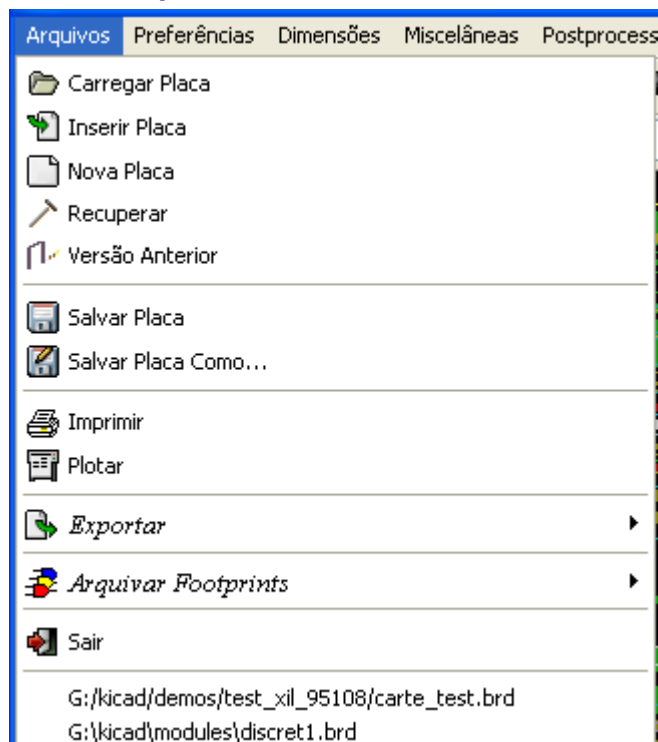 Arquivos Preferências Dimensões Miscelâneas Postprocess
Carregar Placa
Inserir Placa
Nova Placa
Recuperar
Versão Anterior
Salvar Placa
Salvar Placa Como...
Imprimir
Plotar
Exportar
Arquivar Footprints
Sair
G:/kicad/demos/test_xil_95108/carte_test.brd
G:\kicad\modules\discret1.brd